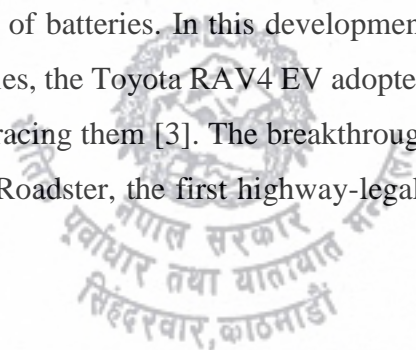 of batteries. In this development
es, the Toyota RAV4 EV adopte
racing them [3]. The breakthroug
Roadster, the first highway-legal
नेपाल सरकार
पूर्वाधार तथा यातायात
सिंहदरवार, काठमाडौं